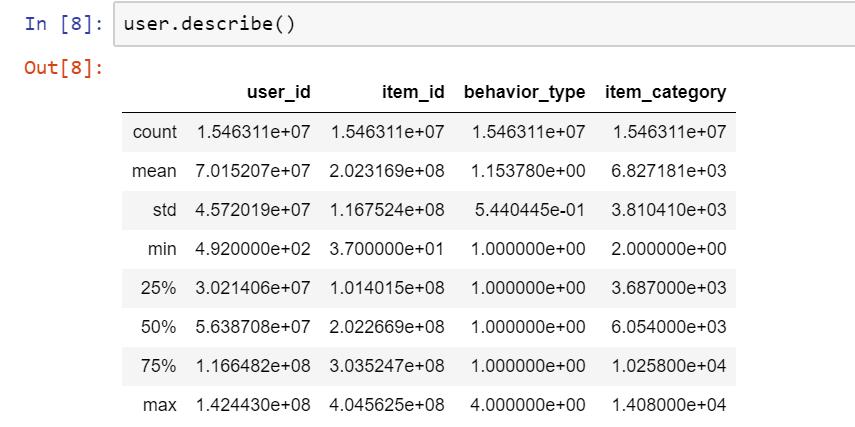 In [8]: user.describe()
Out[8]:
user_id item_id behavior_type item_category
count 1.546311e+07 1.546311e+07 1.546311e+07 1.546311e+07
mean 7.015207e+07 2.023169e+08 1.153780e+00 6.827181e+03
std 4.572019e+07 1.167524e+08 5.440445e-01 3.810410e+03
min 4.920000e+02 3.700000e+01 1.000000e+00 2.000000e+00
25% 3.021406e+07 1.014015e+08 1.000000e+00 3.687000e+03
50% 5.638708e+07 2.022669e+08 1.000000e+00 6.054000e+03
75% 1.166482e+08 3.035247e+08 1.000000e+00 1.025800e+04
max 1.424430e+08 4.045625e+08 4.000000e+00 1.408000e+04